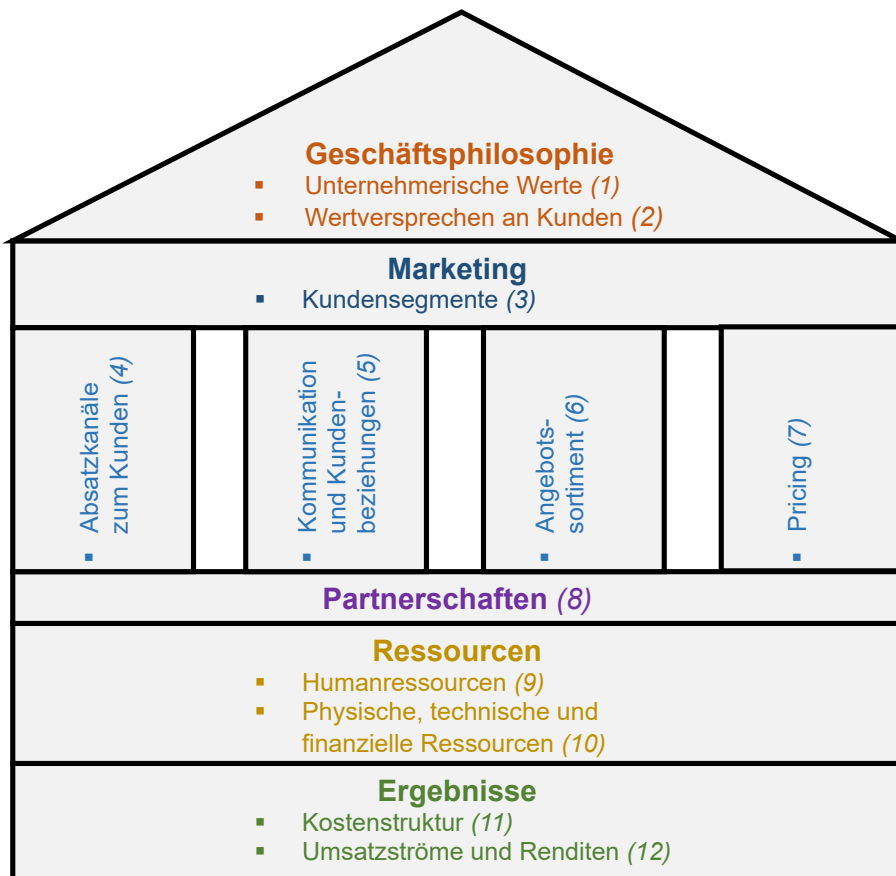 Geschäftsphilosophie
▪ Unternehmerische Werte (1)
▪ Wertversprechen an Kunden (2)
Marketing
▪ Kundensegmente (3)
▪ Absatzkanäle
zum Kunden (4)
▪ Kommunikation
und Kunden-
beziehungen (5)
▪ Angebots-
sortiment (6)
▪ Pricing (7)
Partnerschaften (8)
Ressourcen
▪ Humanressourcen (9)
▪ Physische, technische und
finanzielle Ressourcen (10)
Ergebnisse
▪ Kostenstruktur (11)
▪ Umsatzströme und Renditen (12)